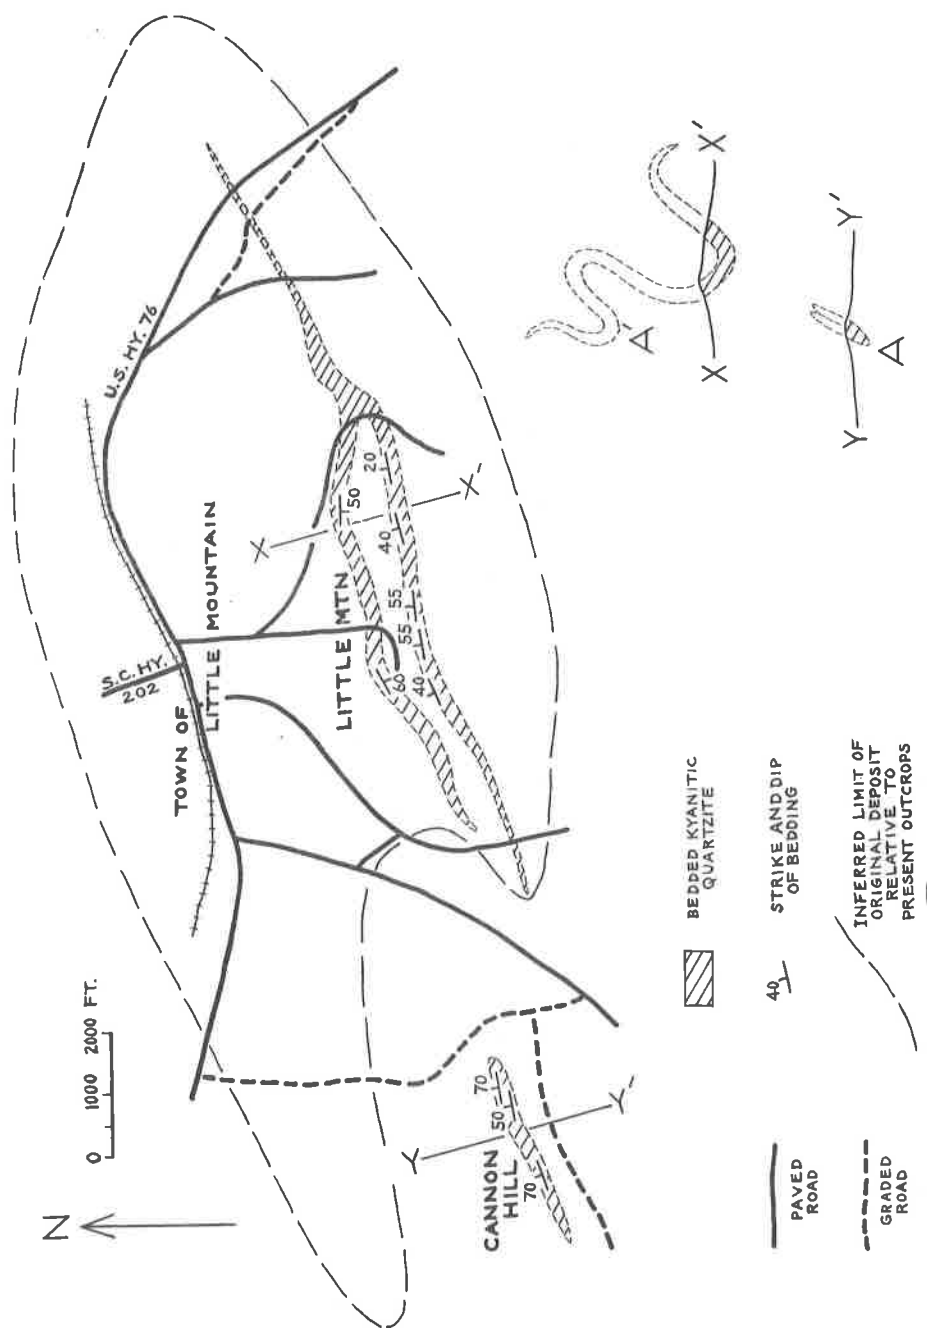 N
0 1000 2000 FT.
S.C. HY.
202
U.S. HY. 76
TOWN OF
LITTLE MOUNTAIN
LITTLE MTN
X
X'
50
20
40
55
55
60
40
CANNON
HILL
Y
Y'
70
50
70
A
X
X'
Y
Y'
A
BEDDED KYANITIC
QUARTZITE
40
STRIKE AND DIP
OF BEDDING
INFERRED LIMIT OF
ORIGINAL DEPOSIT
RELATIVE TO
PRESENT OUTCROPS
PAVED
ROAD
GRADED
ROAD